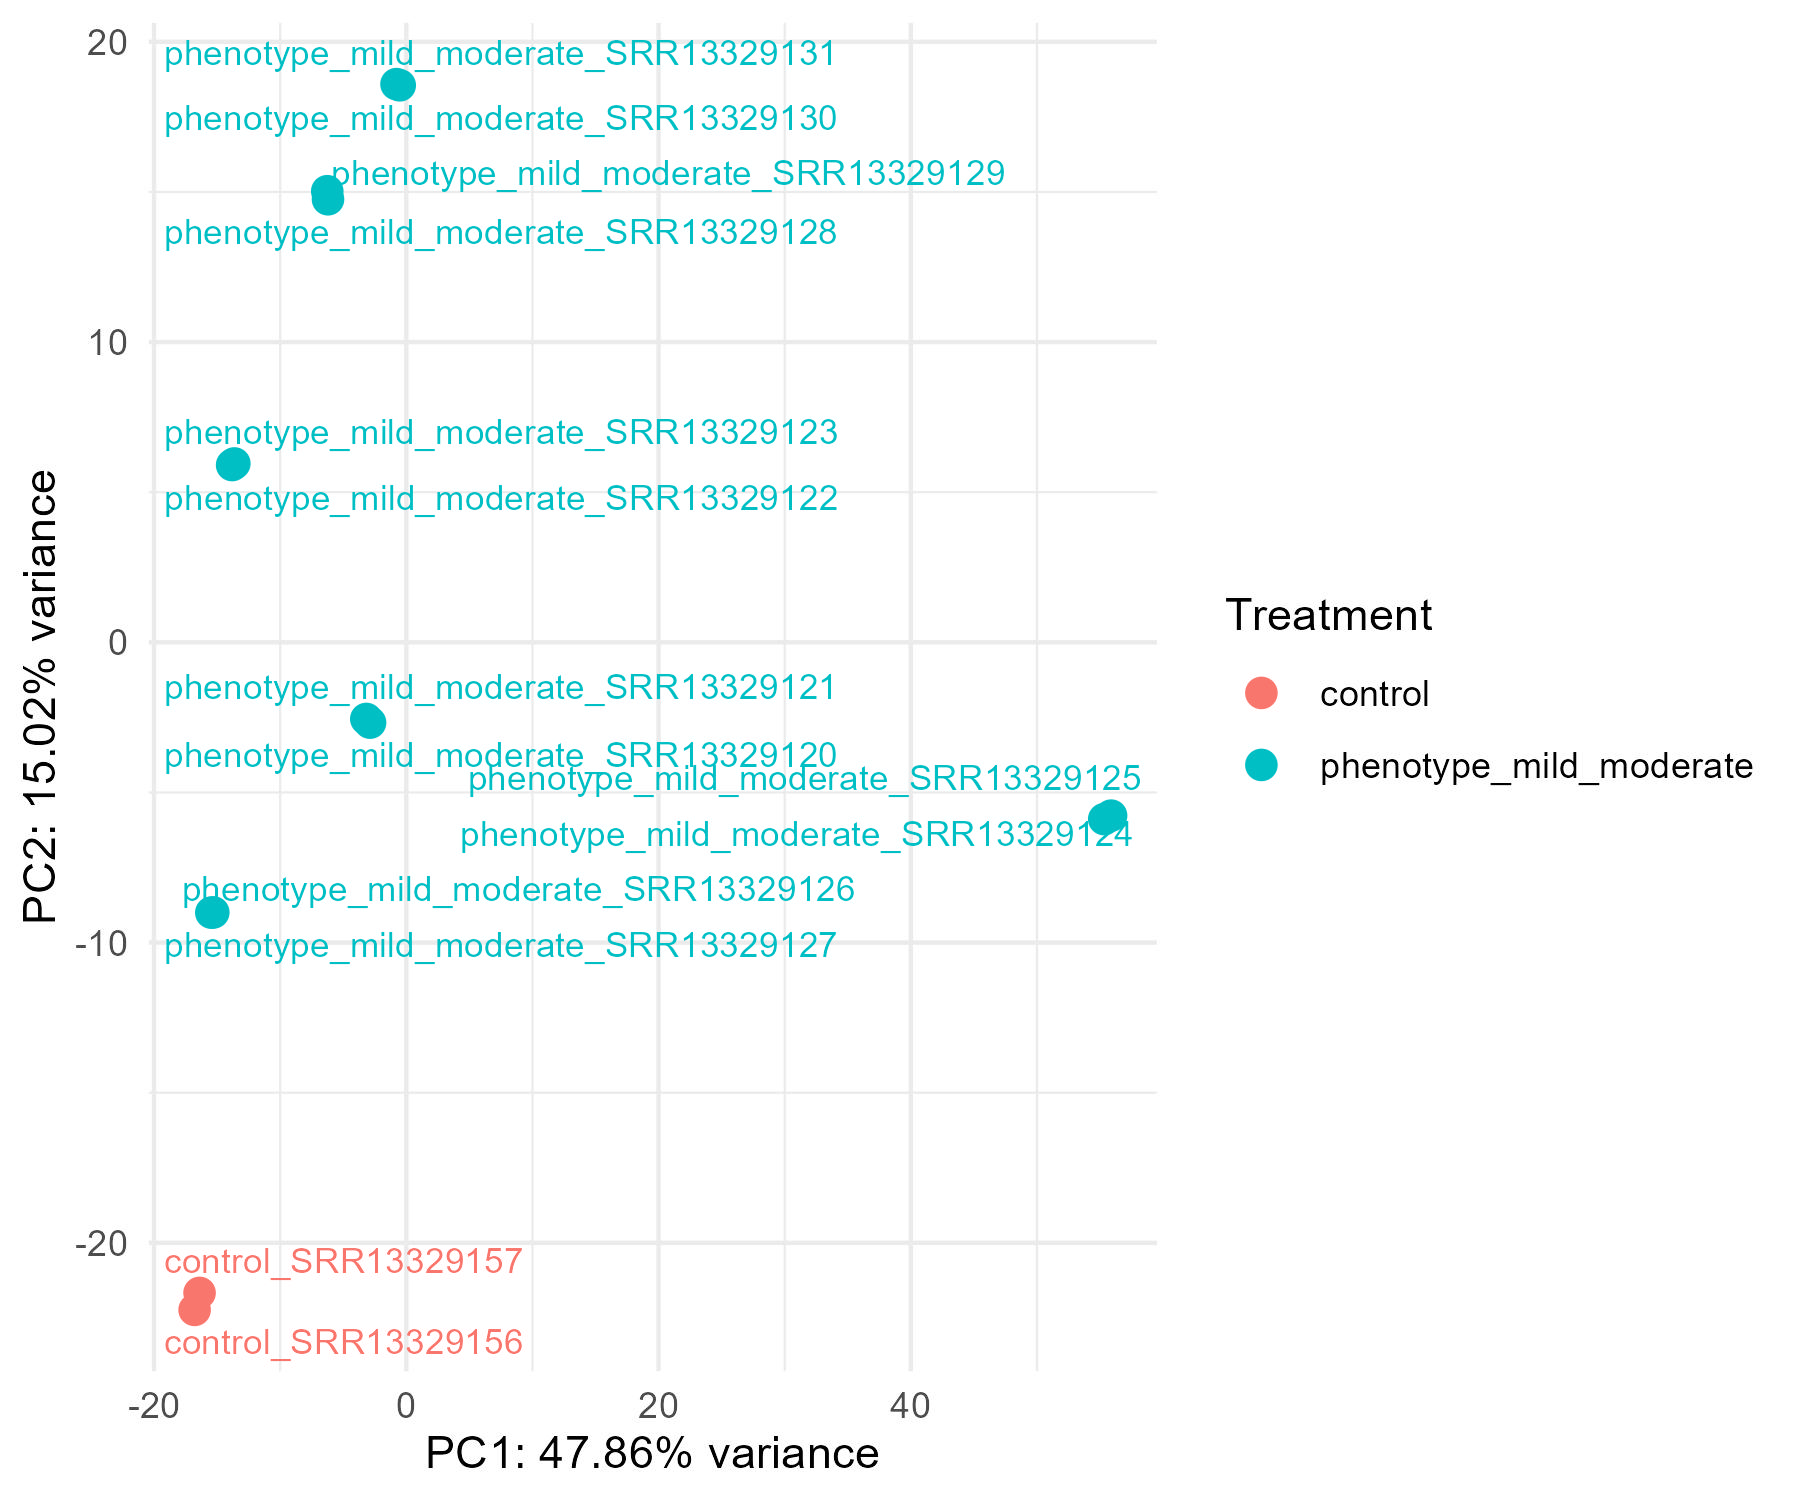 20
phenotype_mild_moderate_SRR13329131
phenotype_mild_moderate_SRR13329130
phenotype_mild_moderate_SRR13329129
phenotype_mild_moderate_SRR13329128
10
phenotype_mild_moderate_SRR13329123
phenotype_mild_moderate_SRR13329122
0
phenotype_mild_moderate_SRR13329121
phenotype_mild_moderate_SRR13329120
phenotype_mild_moderate_SRR13329125
phenotype_mild_moderate_SRR13329124
phenotype_mild_moderate_SRR13329126
-10
phenotype_mild_moderate_SRR13329127
-20
control_SRR13329157
control_SRR13329156
-20 0 20 40
PC1: 47.86% variance
PC2: 15.02% variance
Treatment
control
phenotype_mild_moderate